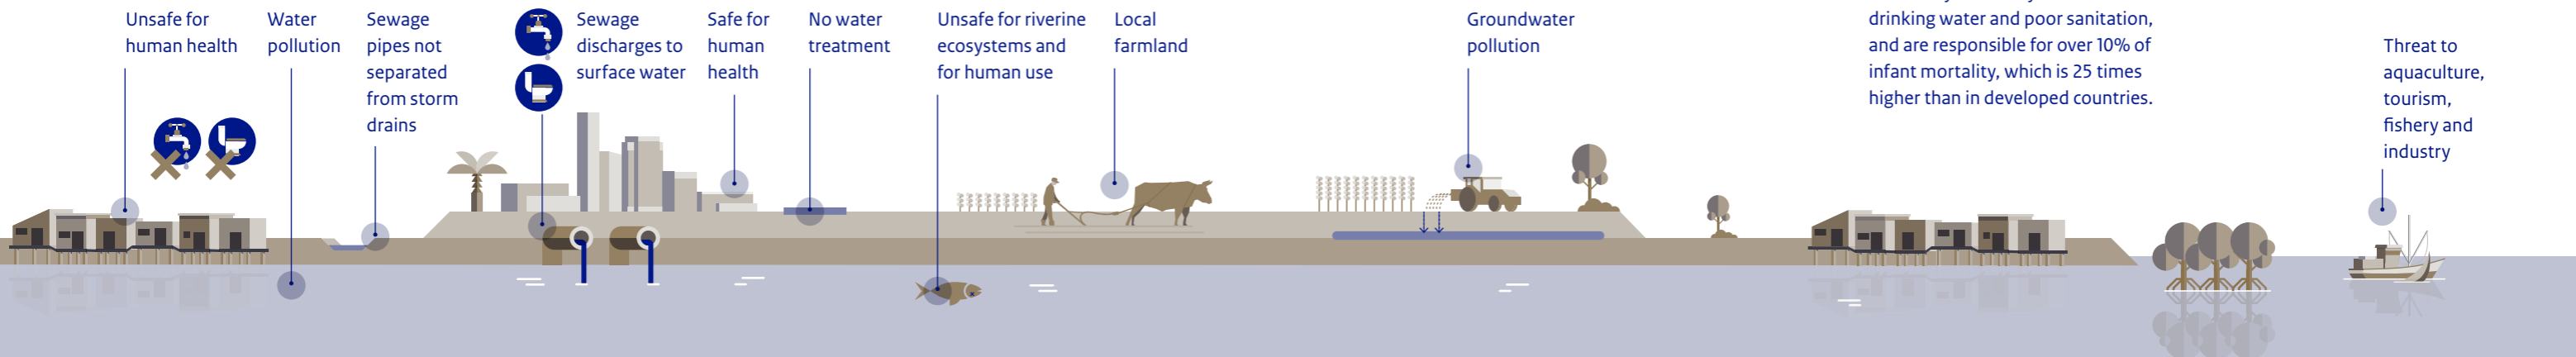 Unsafe for
human health
Water
pollution
Sewage
pipes not
separated
from storm
drains
Sewage
discharges to
surface water
Safe for
human
health
No water
treatment
Unsafe for riverine
ecosystems and
for human use
Local
farmland
Groundwater
pollution
drinking water and poor sanitation,
and are responsible for over 10% of
infant mortality, which is 25 times
higher than in developed countries.
Threat to
aquaculture,
tourism,
fishery and
industry